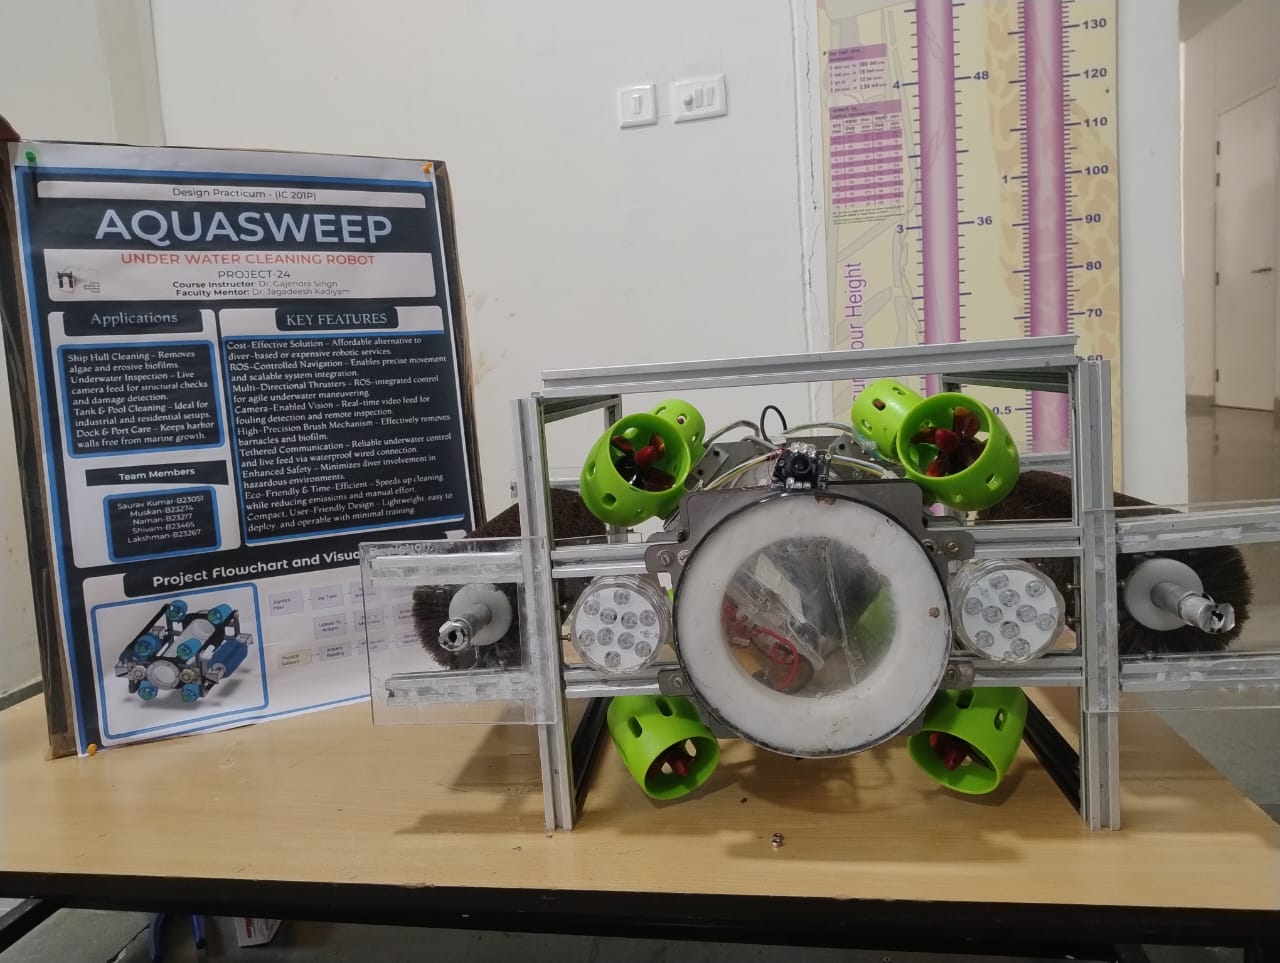 Design Practicum - (IC 201P)
AQUASWEEP
UNDER WATER CLEANING ROBOT
PROJECT-24
Course Instructor: Dr. Gajendra Singh
Faculty Mentor: Dr. Jagadeesh Kadiyam
Applications
Ship Hull Cleaning – Removes
algae and erosive biofilms.
Underwater Inspection – Live
camera feed for structural checks
and damage detection.
Tank & Pool Cleaning – Ideal for
industrial and residential setups.
Dock & Port Care – Keeps harbor
walls free from marine growth.
Team Members
Saurav Kumar-B23051
Muskan-B23274
Naman-B23217
Shivam-B23465
Lakshman-B23267
KEY FEATURES
Cost-Effective Solution – Affordable alternative to
diver-based or expensive robotic services.
ROS-Controlled Navigation – Enables precise movement
and scalable system integration.
Multi-Directional Thrusters – ROS-integrated control
for agile underwater maneuvering.
Camera-Enabled Vision – Real-time video feed for
fouling detection and remote inspection.
High-Precision Brush Mechanism – Effectively removes
barnacles and biofilm.
Tethered Communication – Reliable underwater control
and live feed via waterproof wired connection.
Enhanced Safety – Minimizes diver involvement in
hazardous environments.
Eco-Friendly & Time-Efficient – Speeds up cleaning
while reducing emissions and manual effort.
Compact, User-Friendly Design – Lightweight, easy to
deploy, and operable with minimal training.
Project Flowchart and Visua
our Height
4
48
3
36
130
120
110
1
100
90
80
70
60
0.5